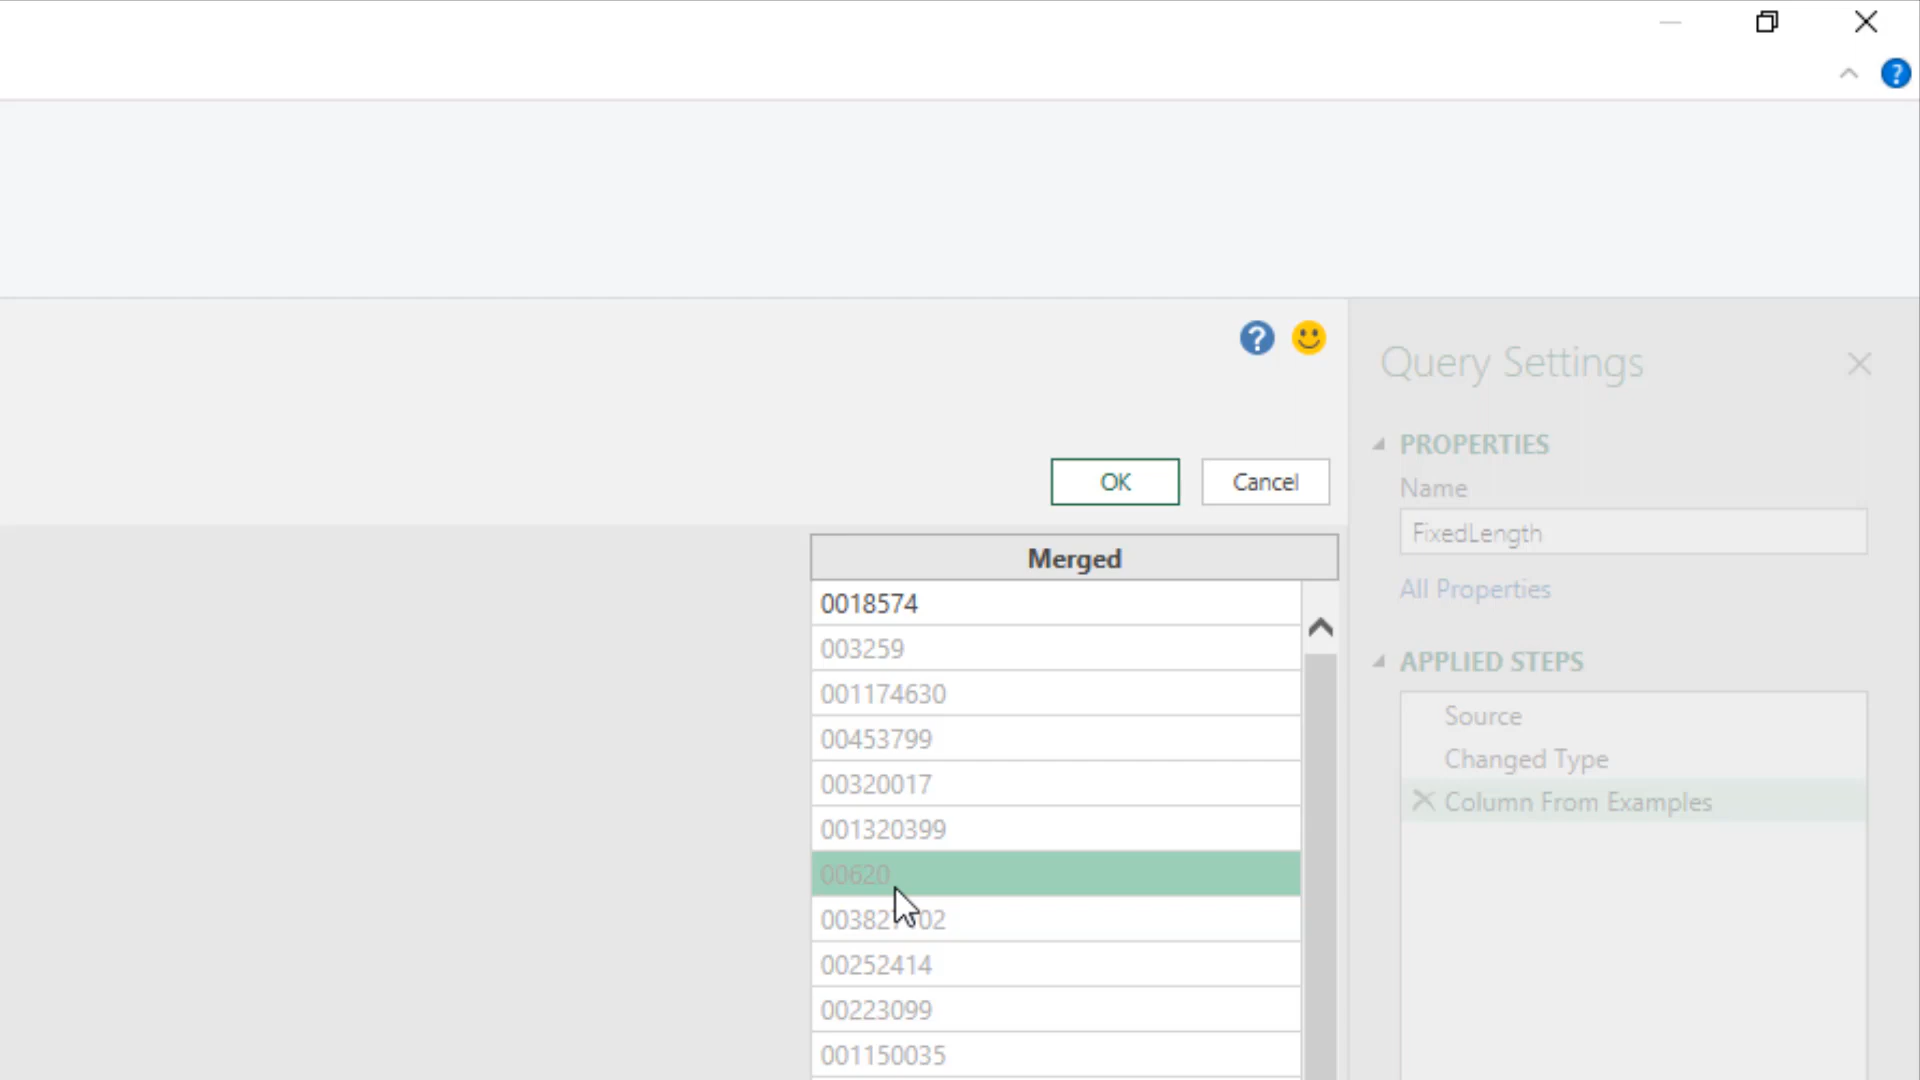 Query Settings
PROPERTIES
Name
OK
Cancel
FixedLength
Merged
All Properties
0018574
003259
APPLIED STEPS
001174630
Source
00453799
Changed Type
00320017
Column From Examples
001320399
00620
00252414
00223099
001150035